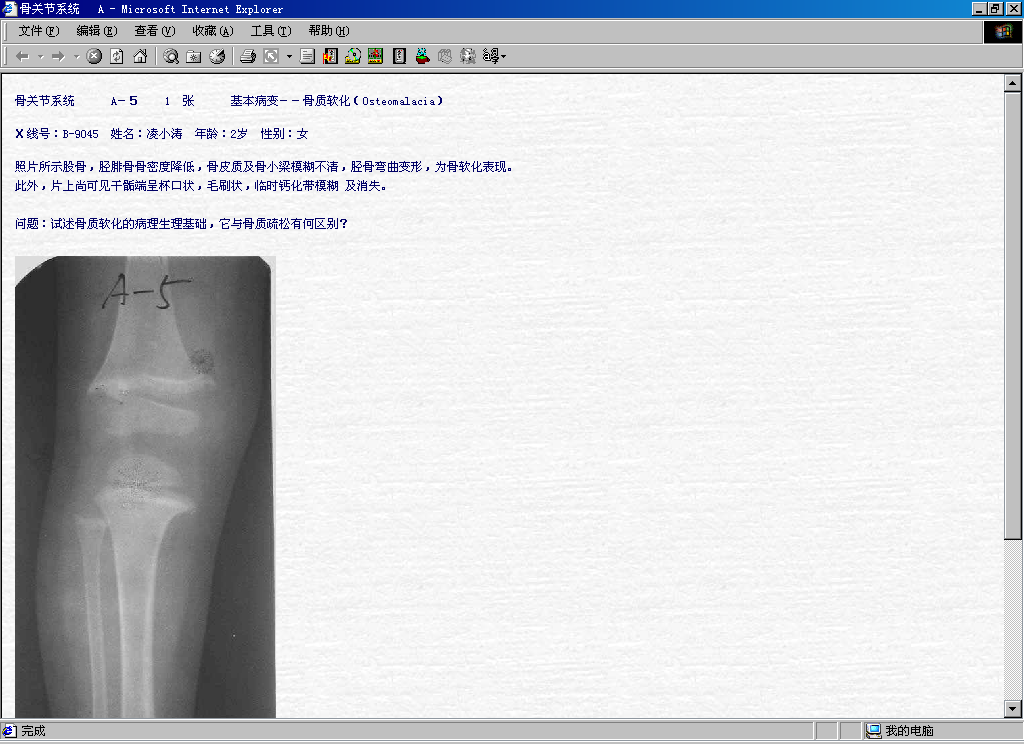 骨关节系统 A - Microsoft Internet Explorer
文件(F) 编辑(E) 查看(V) 收藏(A) 工具(T) 帮助(H)
骨关节系统 A-5 1 张 基本病变--骨质软化(Osteomalacia)
X线号:B-9045 姓名:凌小涛 年龄:2岁 性别:女
照片所示股骨,胫腓骨骨密度降低,骨皮质及骨小梁模糊不清,胫骨弯曲变形,为骨软化表现。
此外,片上尚可见干骺端呈杯口状,毛刷状,临时钙化带模糊 及消失。
问题:试述骨质软化的病理生理基础,它与骨质疏松有何区别?
A-5
完成 我的电脑